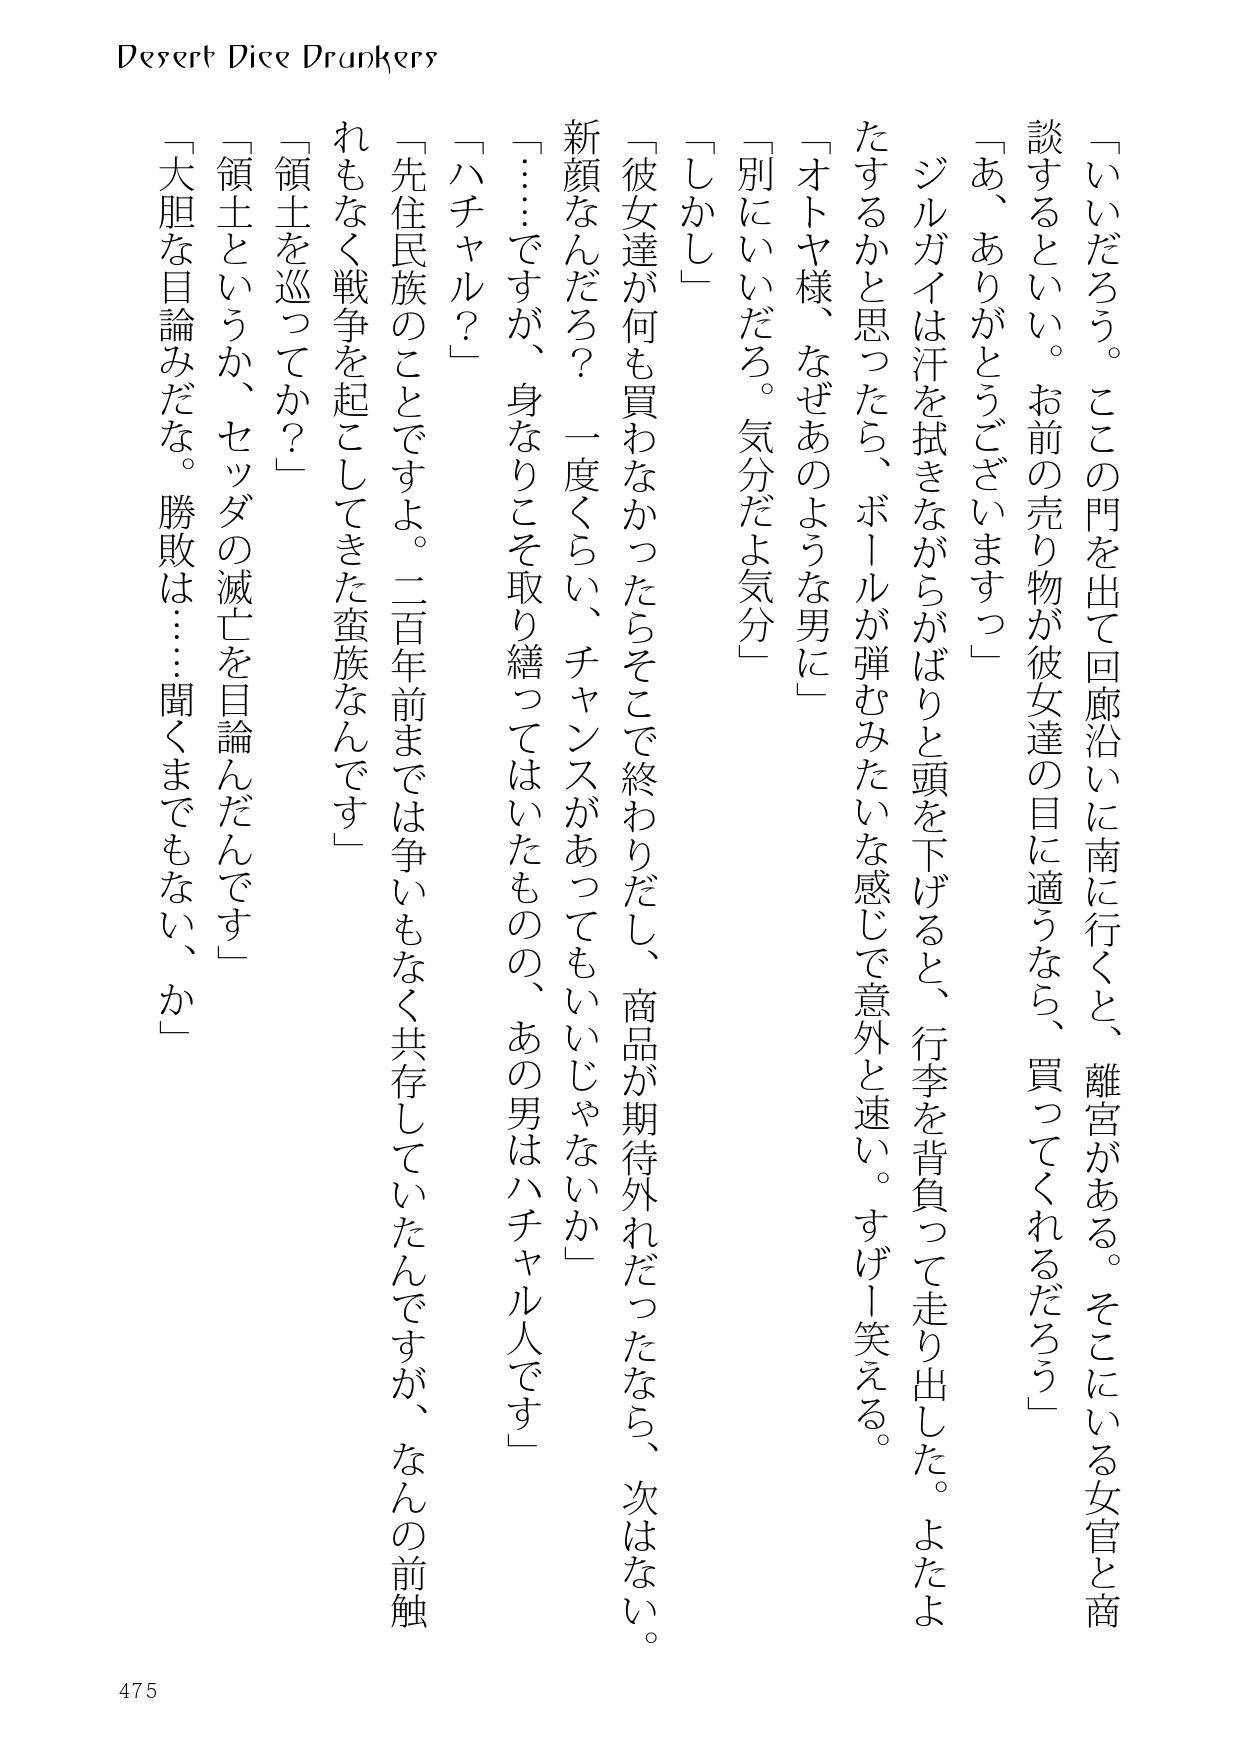 Desert Dice Drunkers
「いいだろう。ここの門を出て回廊沿いに南に行くと、離宮がある。そこにいる女官と商
談するといい。お前の売り物が彼女達の目に適うなら、買ってくれるだろう」
「あ、ありがとうございますっ」
　ジルガイは汗を拭きながらがばりと頭を下げると、行李を背負って走り出した。よたよ
たするかと思ったら、ボールが弾むみたいな感じで意外と速い。すげー笑える。
「オトヤ様、なぜあのような男に」
「別にいいだろ。気分だよ気分」
「しかし」
「彼女達が何も買わなかったらそこで終わりだし、商品が期待外れだったなら、次はない。
新顔なんだろ？　一度くらい、チャンスがあってもいいじゃないか」
「……ですが、身なりこそ取り繕ってはいたものの、あの男はハチャル人です」
「ハチャル？」
「先住民族のことですよ。二百年前までは争いもなく共存していたんですが、なんの前触
れもなく戦争を起こしてきた蛮族なんです」
「領土を巡ってか？」
「領土というか、セッダの滅亡を目論んだんです」
「大胆な目論みだな。勝敗は……聞くまでもない、か」
475